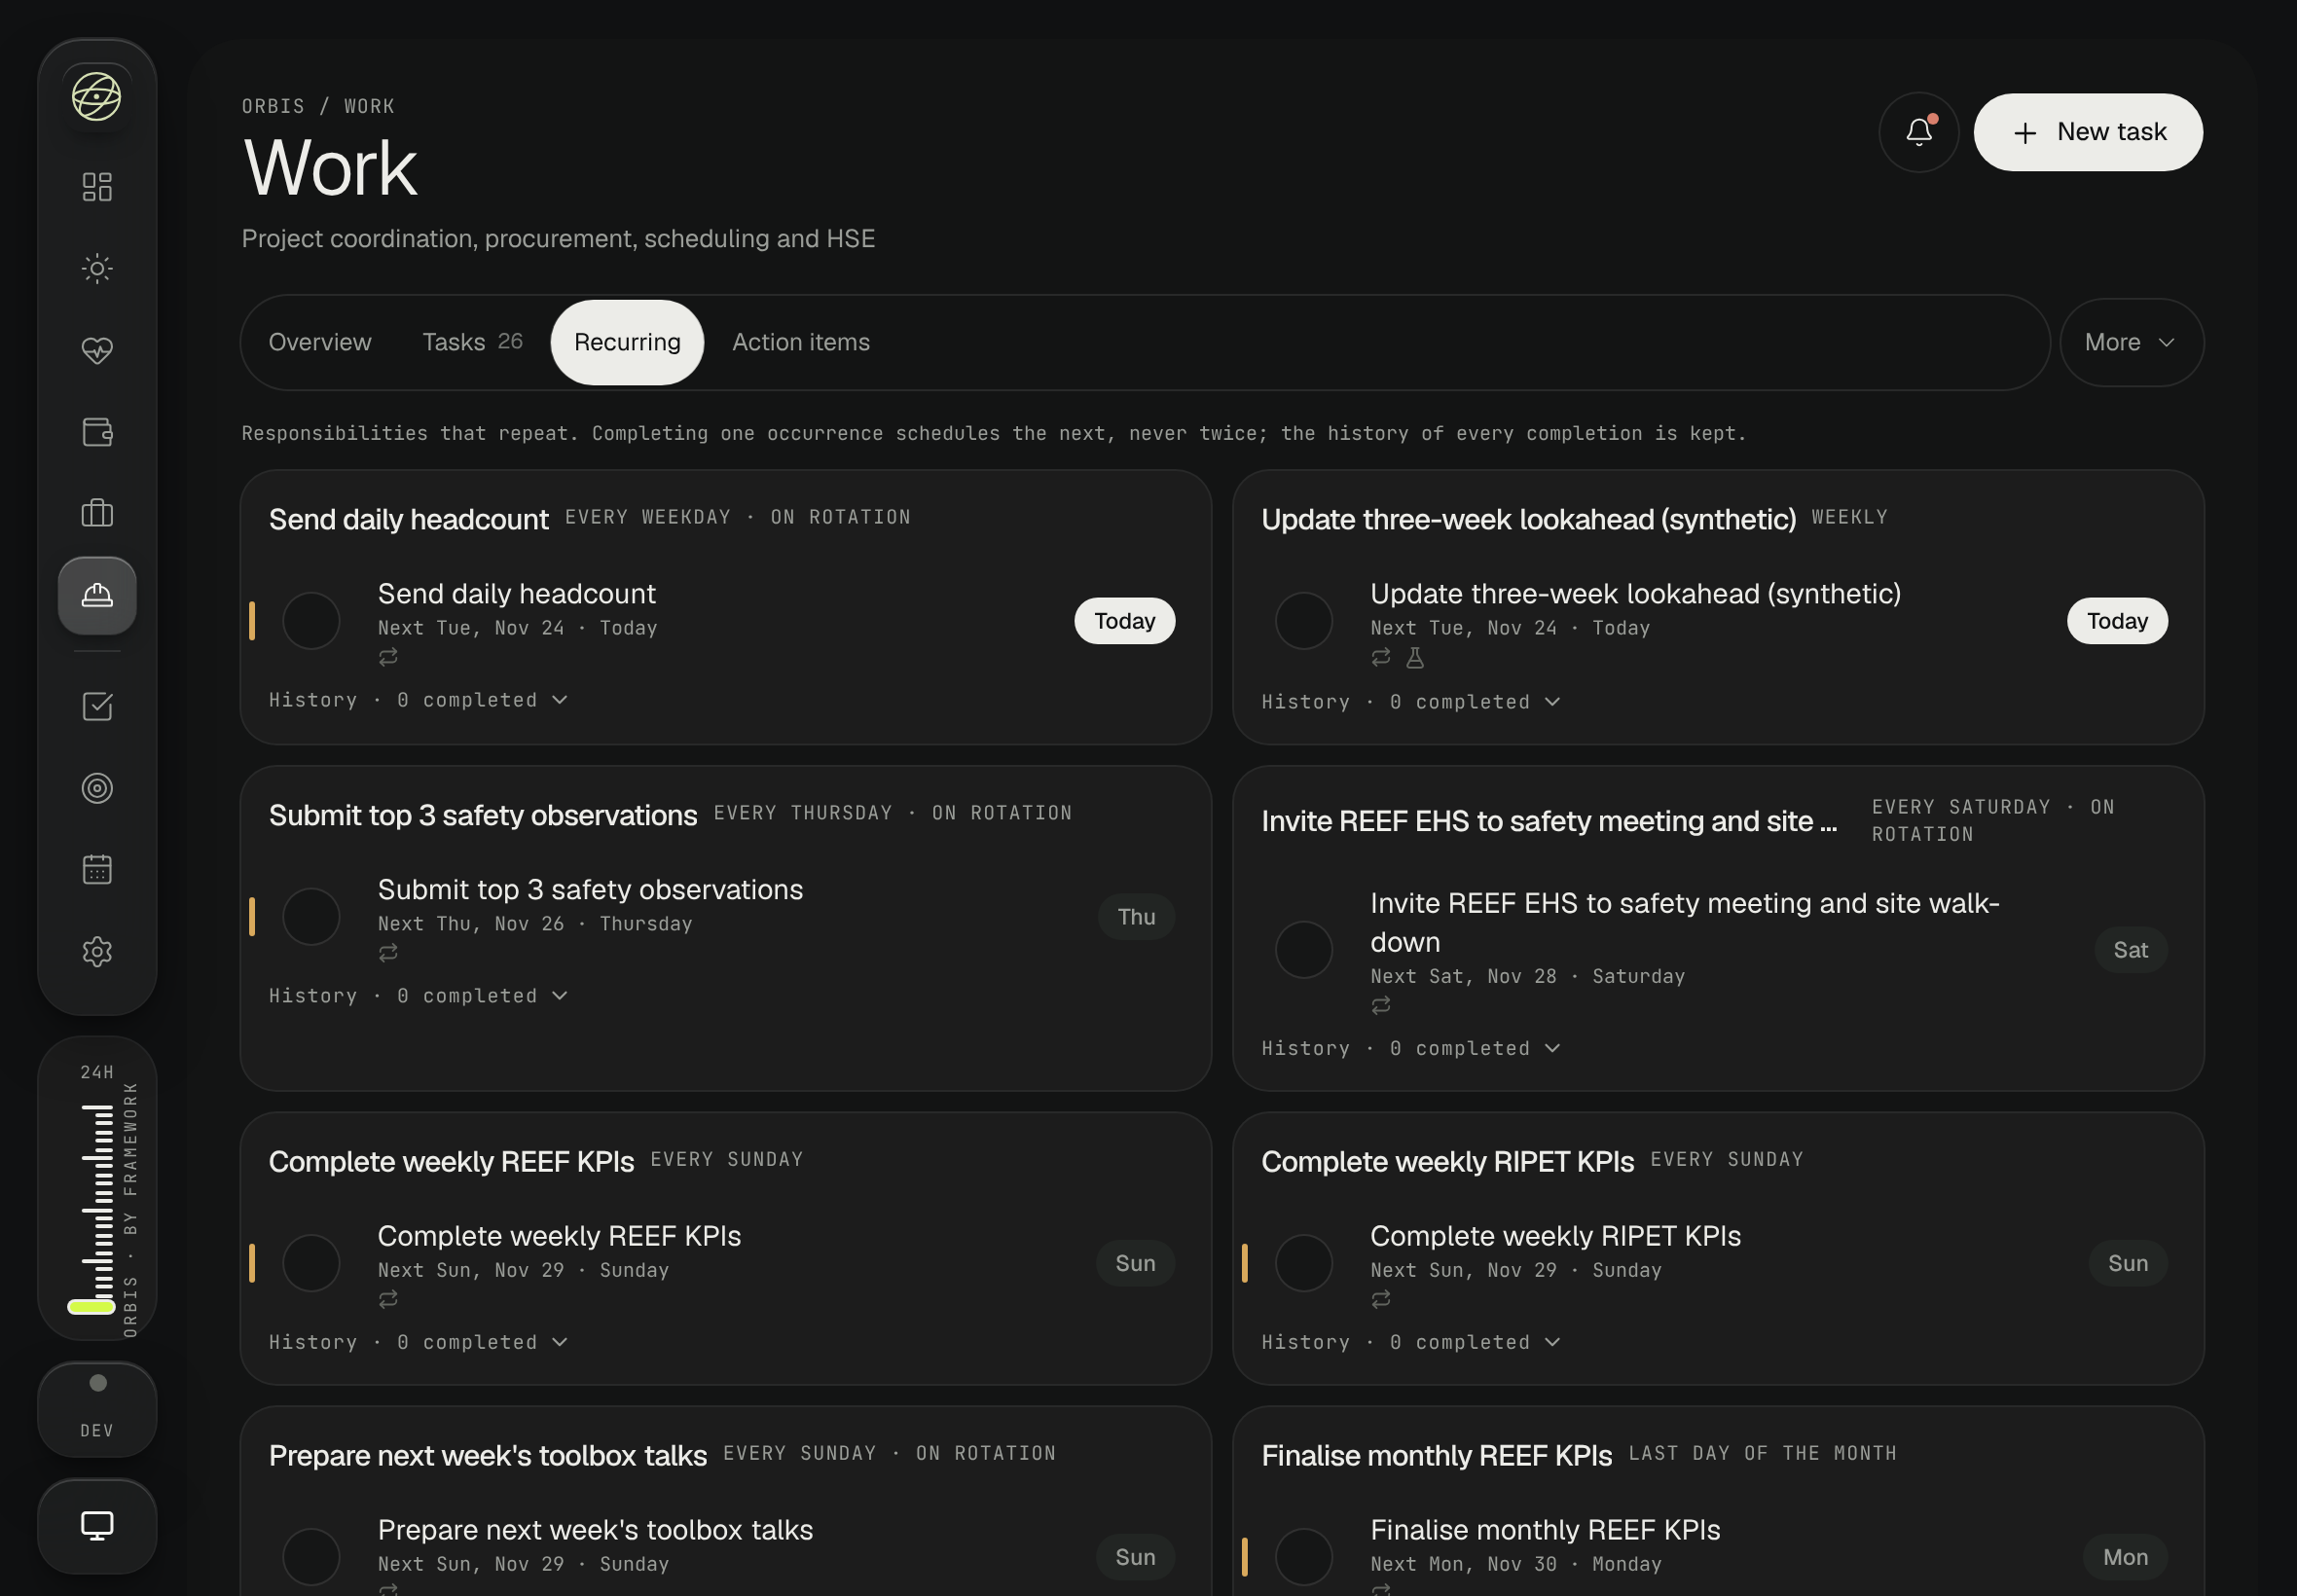 ORBIS / WORK
Work
Project coordination, procurement, scheduling and HSE
New task
Overview
Tasks 26
Recurring
Action items
More
Responsibilities that repeat. Completing one occurrence schedules the next, never twice; the history of every completion is kept.
Send daily headcount EVERY WEEKDAY · ON ROTATION
Send daily headcount
Next Tue, Nov 24 · Today
Today
History · 0 completed
Update three-week lookahead (synthetic) WEEKLY
Update three-week lookahead (synthetic)
Next Tue, Nov 24 · Today
Today
History · 0 completed
Submit top 3 safety observations EVERY THURSDAY · ON ROTATION
Submit top 3 safety observations
Next Thu, Nov 26 · Thursday
Thu
History · 0 completed
Invite REEF EHS to safety meeting and site ... EVERY SATURDAY · ON
ROTATION
Invite REEF EHS to safety meeting and site walk-
down
Next Sat, Nov 28 · Saturday
Sat
History · 0 completed
Complete weekly REEF KPIs EVERY SUNDAY
Complete weekly REEF KPIs
Next Sun, Nov 29 · Sunday
Sun
History · 0 completed
Complete weekly RIPET KPIs EVERY SUNDAY
Complete weekly RIPET KPIs
Next Sun, Nov 29 · Sunday
Sun
History · 0 completed
Prepare next week's toolbox talks EVERY SUNDAY · ON ROTATION
Prepare next week's toolbox talks
Next Sun, Nov 29 · Sunday
Sun
Finalise monthly REEF KPIs LAST DAY OF THE MONTH
Finalise monthly REEF KPIs
Next Mon, Nov 30 · Monday
Mon
24H
ORBIS · BY FRAMEWORK
DEV